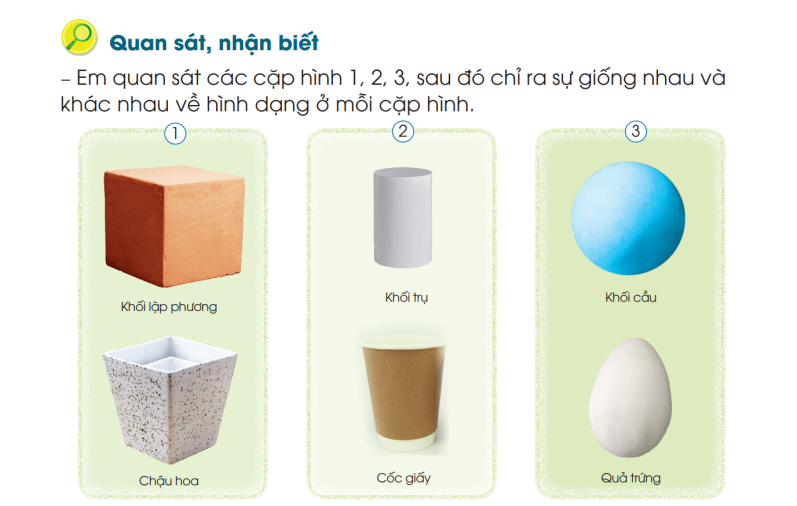 Quan sát, nhận biết
– Em quan sát các cặp hình 1, 2, 3, sau đó chỉ ra sự giống nhau và
khác nhau về hình dạng ở mỗi cặp hình.
1
Khối lập phương
Chậu hoa
2
Khối trụ
Cốc giấy
3
Khối cầu
Quả trứng